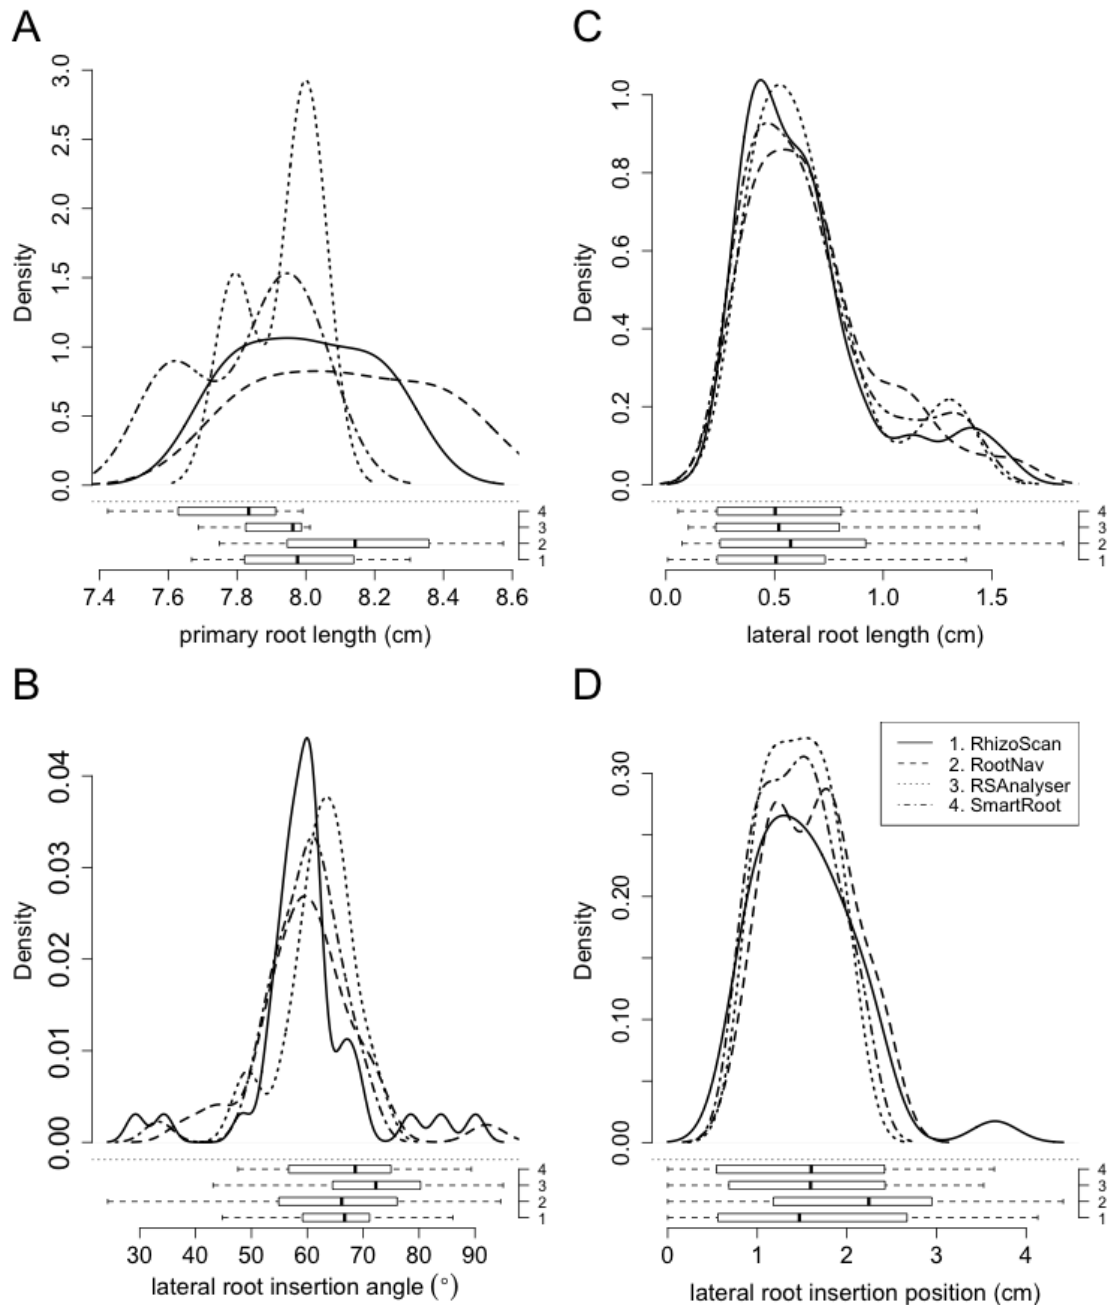 A
3.0
2.5
2.0
1.5
1.0
0.5
0.0
Density
4
3
2
1
7.4 7.6 7.8 8.0 8.2 8.4 8.6
primary root length (cm)
C
1.0
0.8
0.6
0.4
0.2
0.0
Density
4
3
2
1
0.0 0.5 1.0 1.5
lateral root length (cm)
B
0.04
0.03
0.02
0.01
0.00
Density
4
3
2
1
30 40 50 60 70 80 90
lateral root insertion angle (°)
D
1. RhizoScan
2. RootNav
3. RSAnalyser
4. SmartRoot
0.30
0.20
0.10
0.00
Density
4
3
2
1
0 1 2 3 4
lateral root insertion position (cm)